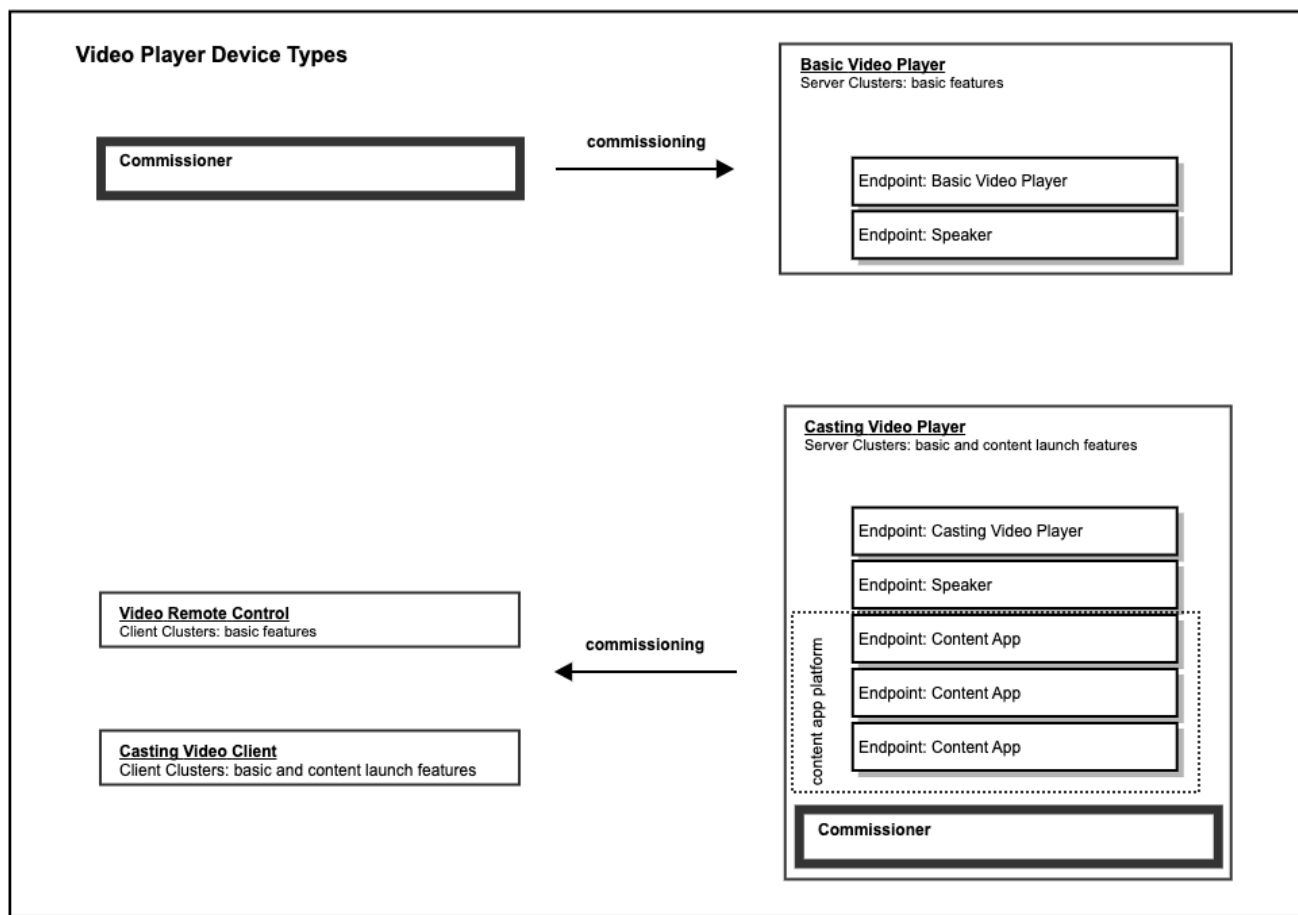 Video Player Device Types
Commissioner
commissioning
Basic Video Player
Server Clusters: basic features
Endpoint: Basic Video Player
Endpoint: Speaker
Video Remote Control
Client Clusters: basic features
Casting Video Client
Client Clusters: basic and content launch features
commissioning
Casting Video Player
Server Clusters: basic and content launch features
Endpoint: Casting Video Player
Endpoint: Speaker
content app platform
Endpoint: Content App
Endpoint: Content App
Endpoint: Content App
Commissioner